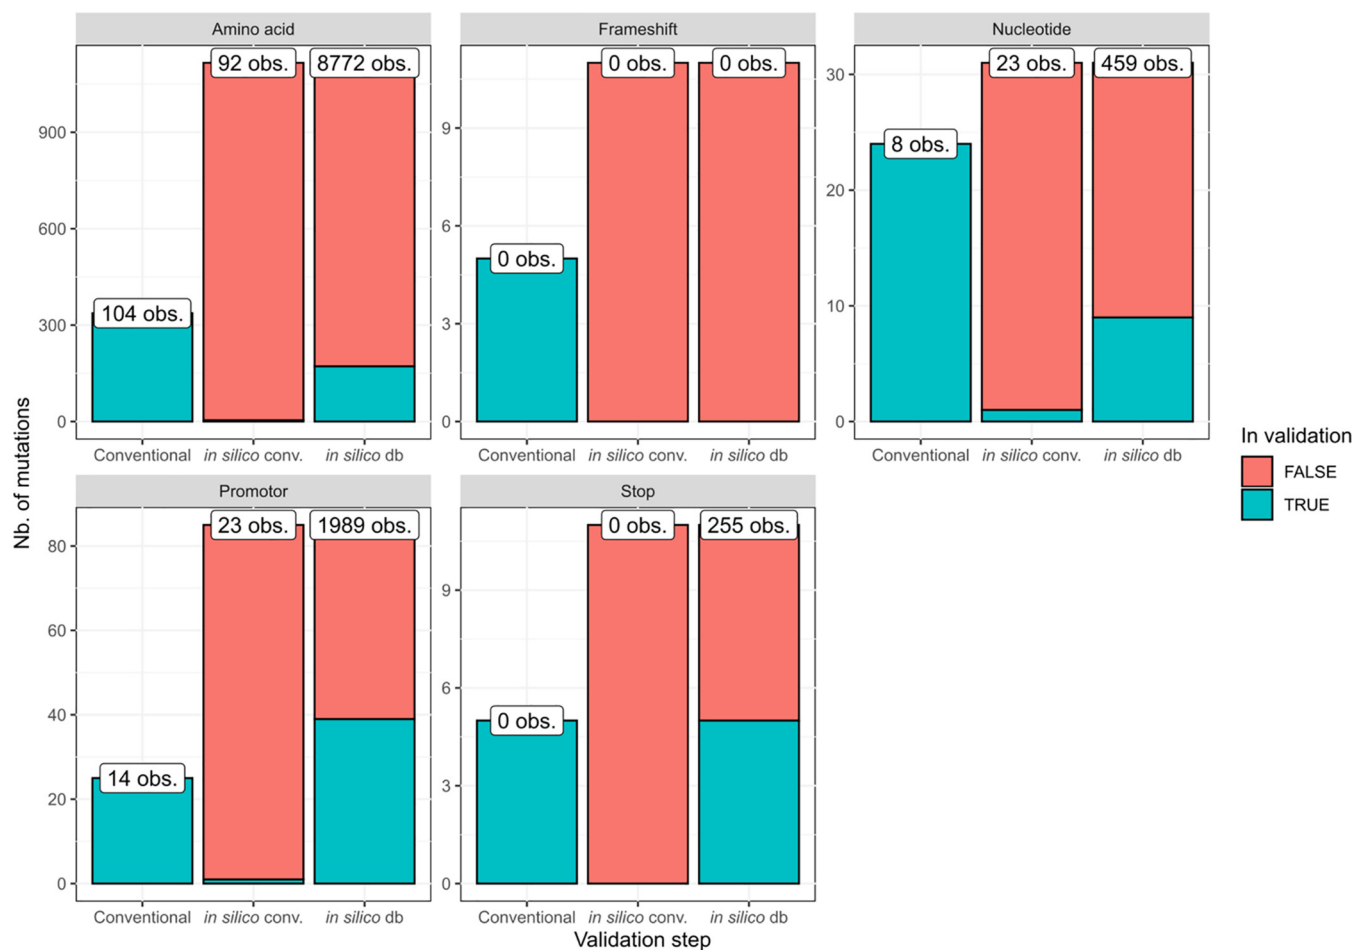 Amino acid
Frameshift
Nucleotide
92 obs.
8772 obs.
0 obs.
0 obs.
23 obs.
459 obs.
104 obs.
0 obs.
8 obs.
900
600
300
0
9
6
3
0
30
20
10
0
Conventional
in silico conv.
in silico db
Conventional
in silico conv.
in silico db
Conventional
in silico conv.
in silico db
Nb. of mutations
In validation
FALSE
TRUE
Promotor
Stop
23 obs.
1989 obs.
0 obs.
255 obs.
14 obs.
0 obs.
80
60
40
20
0
9
6
3
0
Conventional
in silico conv.
in silico db
Conventional
in silico conv.
in silico db
Validation step